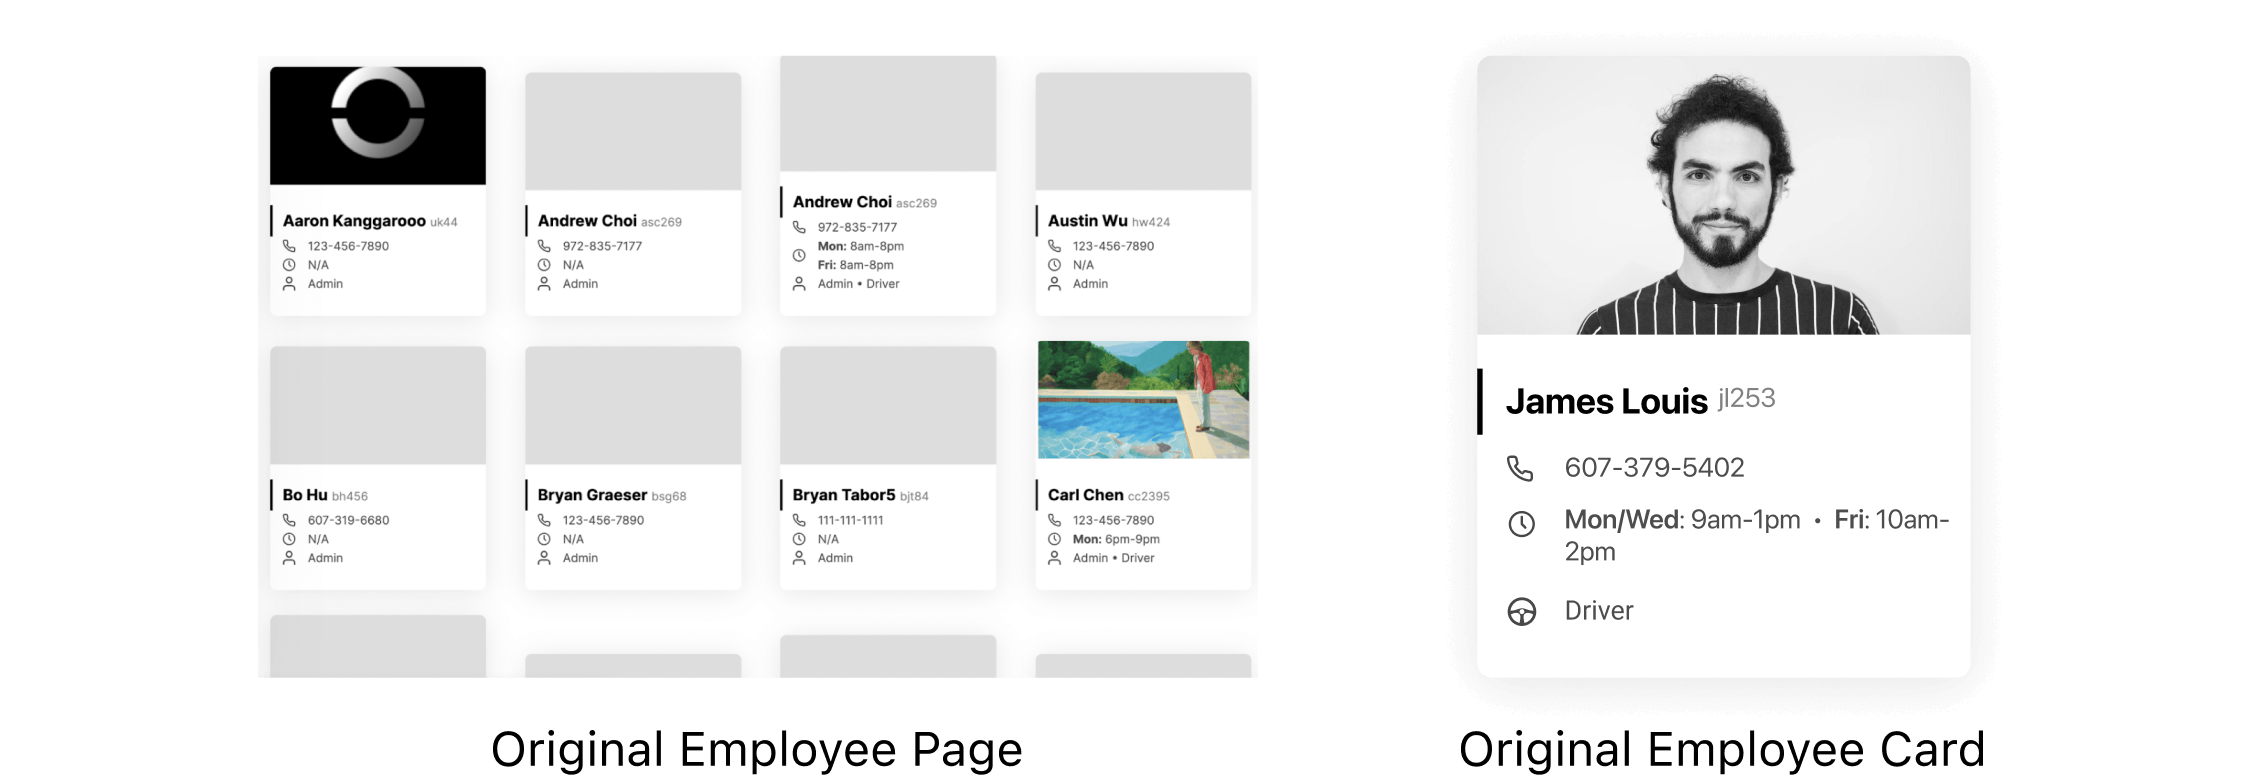 Aaron Kanggarooo uk44
123-456-7890
N/A
Admin
Andrew Choi asc269
972-835-7177
N/A
Admin
Andrew Choi asc269
972-835-7177
Mon: 8am-8pm
Fri: 8am-8pm
Admin • Driver
Austin Wu hw424
123-456-7890
N/A
Admin
Bo Hu bh456
607-319-6680
N/A
Admin
Bryan Graeser bsg68
123-456-7890
N/A
Admin
Bryan Tabor5 bjt84
111-111-1111
N/A
Admin
Carl Chen cc2395
123-456-7890
Mon: 6pm-9pm
Admin • Driver
Original Employee Page
James Louis jl253
607-379-5402
Mon/Wed: 9am-1pm • Fri: 10am-
2pm
Driver
Original Employee Card